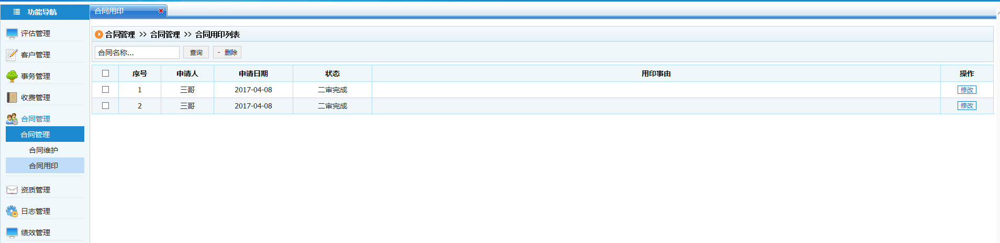 功能导航
评估管理
客户管理
事务管理
收费管理
合同管理
合同管理
合同维护
合同用印
资质管理
日志管理
绩效管理
合同用印
合同管理 >> 合同管理 >> 合同用印列表
合同名称... 查询 - 删除
序号 申请人 申请日期 状态 用印事由 操作
1 三哥 2017-04-08 二审完成 修改
2 三哥 2017-04-08 二审完成 修改